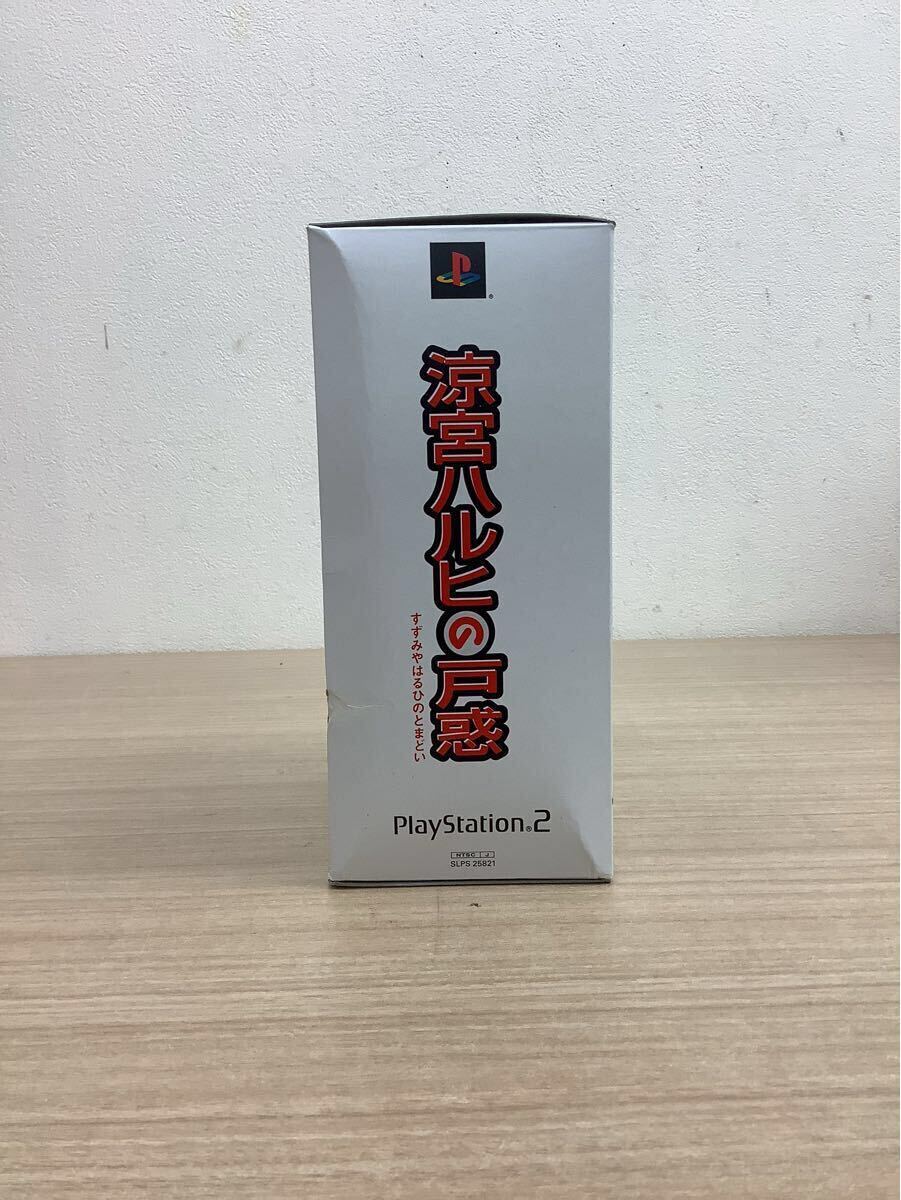 涼宮ハルヒの戸惑
すずみやはるひのとまどい
PlayStation®2
NTSC J
SLPS 25821